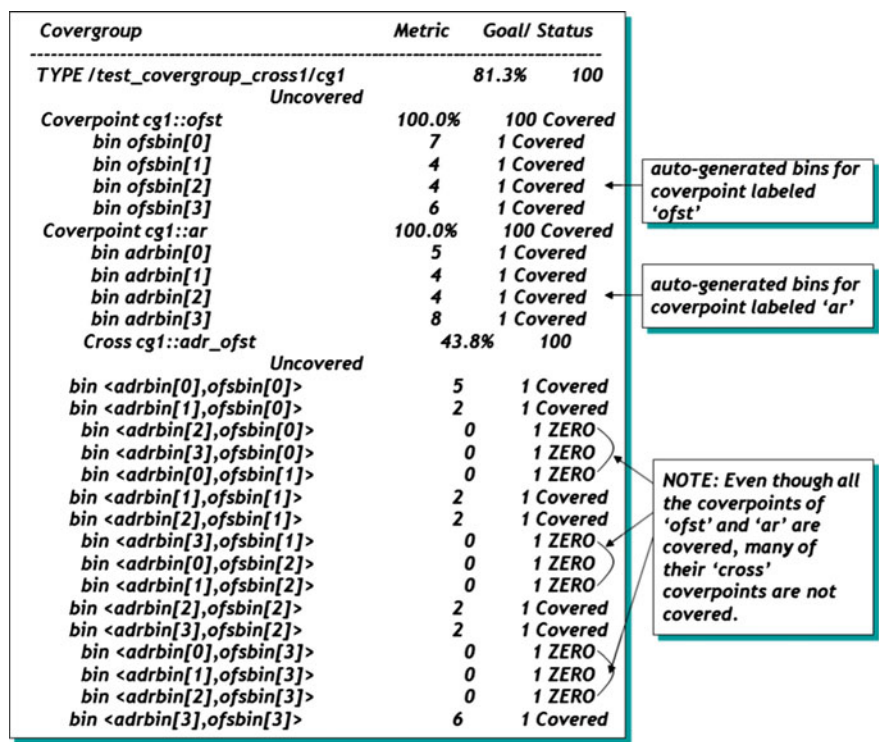 Covergroup Metric Goal/ Status
--------------------------------------------------------------------------------
TYPE /test_covergroup_cross1/cg1 81.3% 100
Uncovered
Coverpoint cg1::ofst 100.0% 100 Covered
bin ofsbin[0] 7 1 Covered
bin ofsbin[1] 4 1 Covered
bin ofsbin[2] 4 1 Covered
bin ofsbin[3] 6 1 Covered
Coverpoint cg1::ar 100.0% 100 Covered
bin adrbin[0] 5 1 Covered
bin adrbin[1] 4 1 Covered
bin adrbin[2] 4 1 Covered
bin adrbin[3] 8 1 Covered
Cross cg1::adr_ofst 43.8% 100
Uncovered
bin <adrbin[0],ofsbin[0]> 5 1 Covered
bin <adrbin[1],ofsbin[0]> 2 1 Covered
bin <adrbin[2],ofsbin[0]> 0 1 ZERO
bin <adrbin[3],ofsbin[0]> 0 1 ZERO
bin <adrbin[0],ofsbin[1]> 0 1 ZERO
bin <adrbin[1],ofsbin[1]> 2 1 Covered
bin <adrbin[2],ofsbin[1]> 2 1 Covered
bin <adrbin[3],ofsbin[1]> 0 1 ZERO
bin <adrbin[0],ofsbin[2]> 0 1 ZERO
bin <adrbin[1],ofsbin[2]> 0 1 ZERO
bin <adrbin[2],ofsbin[2]> 2 1 Covered
bin <adrbin[3],ofsbin[2]> 2 1 Covered
bin <adrbin[0],ofsbin[3]> 0 1 ZERO
bin <adrbin[1],ofsbin[3]> 0 1 ZERO
bin <adrbin[2],ofsbin[3]> 0 1 ZERO
bin <adrbin[3],ofsbin[3]> 6 1 Covered
auto-generated bins for
coverpoint labeled
‘ofst’
auto-generated bins for
coverpoint labeled ‘ar’
NOTE: Even though all
the coverpoints of
‘ofst’ and ‘ar’ are
covered, many of
their ‘cross’
coverpoints are not
covered.